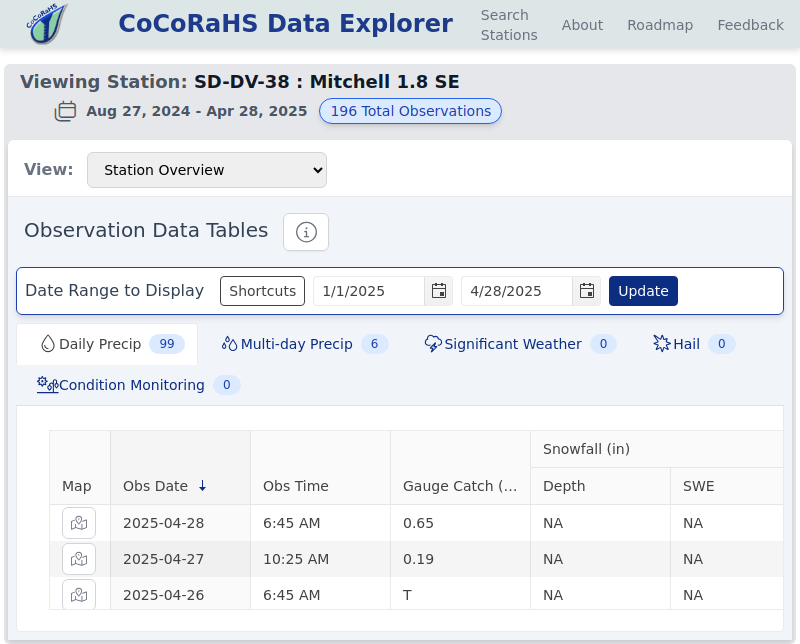 CoCoRaHS
CoCoRaHS Data Explorer
Search Stations
About
Roadmap
Feedback
Viewing Station: SD-DV-38 : Mitchell 1.8 SE
Aug 27, 2024 - Apr 28, 2025
196 Total Observations
View:
Station Overview
Observation Data Tables
Date Range to Display
Shortcuts
1/1/2025
4/28/2025
Update
Daily Precip 99
Multi-day Precip 6
Significant Weather 0
Hail 0
Condition Monitoring 0
Snowfall (in)
Map Obs Date Obs Time Gauge Catch (... Depth SWE
2025-04-28 6:45 AM 0.65 NA NA
2025-04-27 10:25 AM 0.19 NA NA
2025-04-26 6:45 AM T NA NA